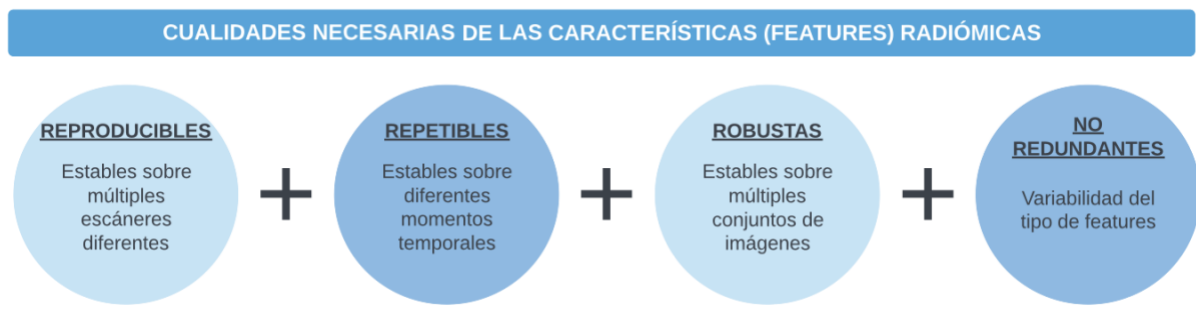 CUALIDADES NECESARIAS DE LAS CARACTERÍSTICAS (FEATURES) RADIÓMICAS
REPRODUCIBLES
Estables sobre
múltiples
escáneres
diferentes
+
REPETIBLES
Estables sobre
diferentes
momentos
temporales
+
ROBUSTAS
Estables sobre
múltiples
conjuntos de
imágenes
+
NO
REDUNDANTES
Variabilidad del
tipo de features